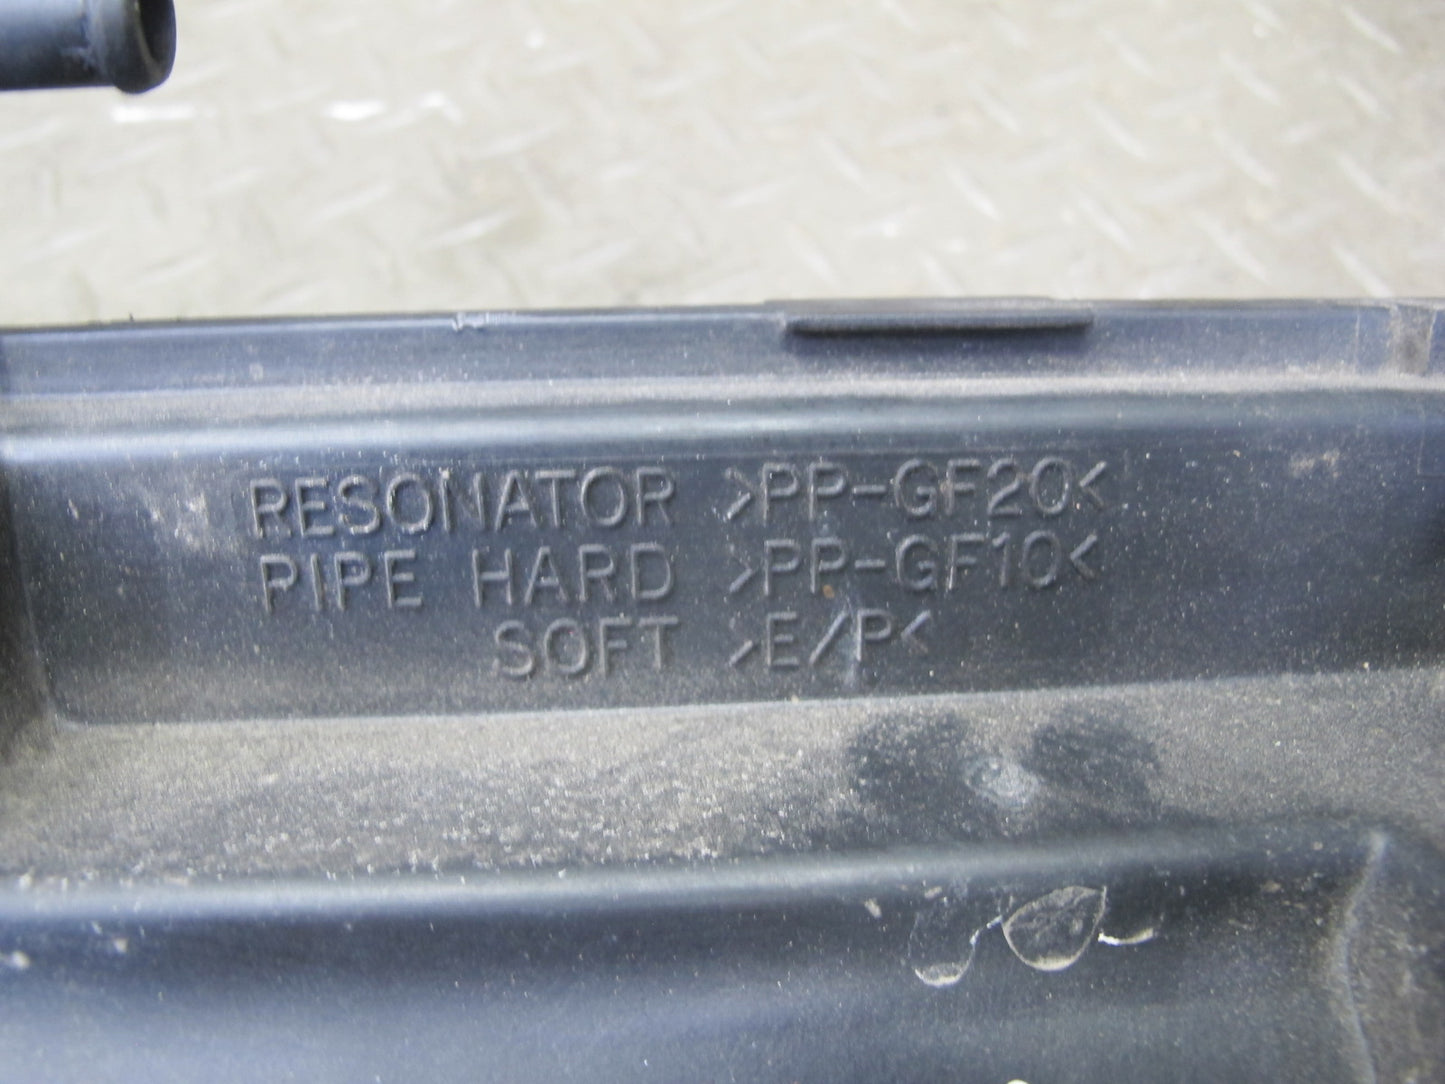 RESONATOR >PP-GF20<
PIPE HARD >PP-GF10<
SOFT >E/P<